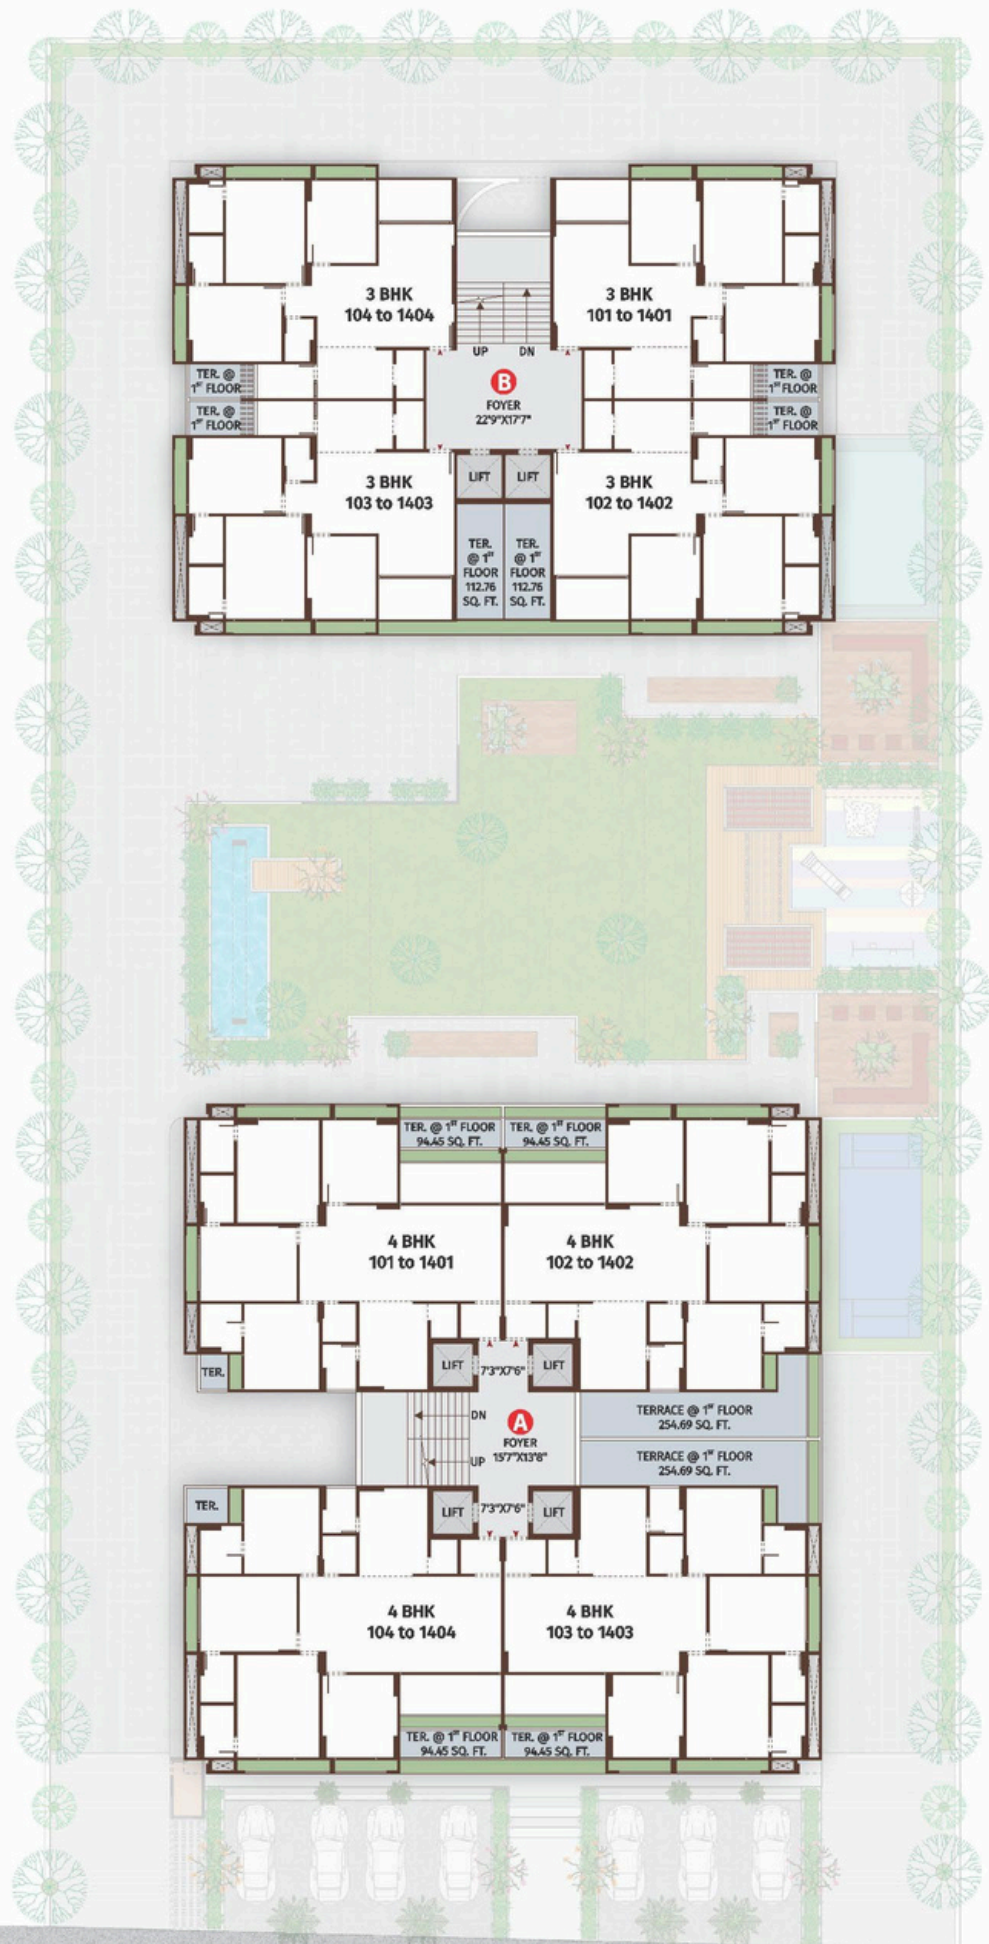 3 BHK
104 to 1404
3 BHK
101 to 1401
UP
DN
B
FOYER
22'9"X17'7"
TER. @
1ST FLOOR
TER. @
1ST FLOOR
TER. @
1ST FLOOR
TER. @
1ST FLOOR
3 BHK
103 to 1403
LIFT
LIFT
3 BHK
102 to 1402
TER.
@ 1ST
FLOOR
112.76
SQ. FT.
TER.
@ 1ST
FLOOR
112.76
SQ. FT.
TER. @ 1ST FLOOR
94.45 SQ. FT.
TER. @ 1ST FLOOR
94.45 SQ. FT.
4 BHK
101 to 1401
4 BHK
102 to 1402
LIFT
7'3"X7'6"
LIFT
TER.
DN
UP
A
FOYER
15'7"X13'8"
TERRACE @ 1ST FLOOR
254.69 SQ. FT.
TERRACE @ 1ST FLOOR
254.69 SQ. FT.
TER.
LIFT
7'3"X7'6"
LIFT
4 BHK
104 to 1404
4 BHK
103 to 1403
TER. @ 1ST FLOOR
94.45 SQ. FT.
TER. @ 1ST FLOOR
94.45 SQ. FT.